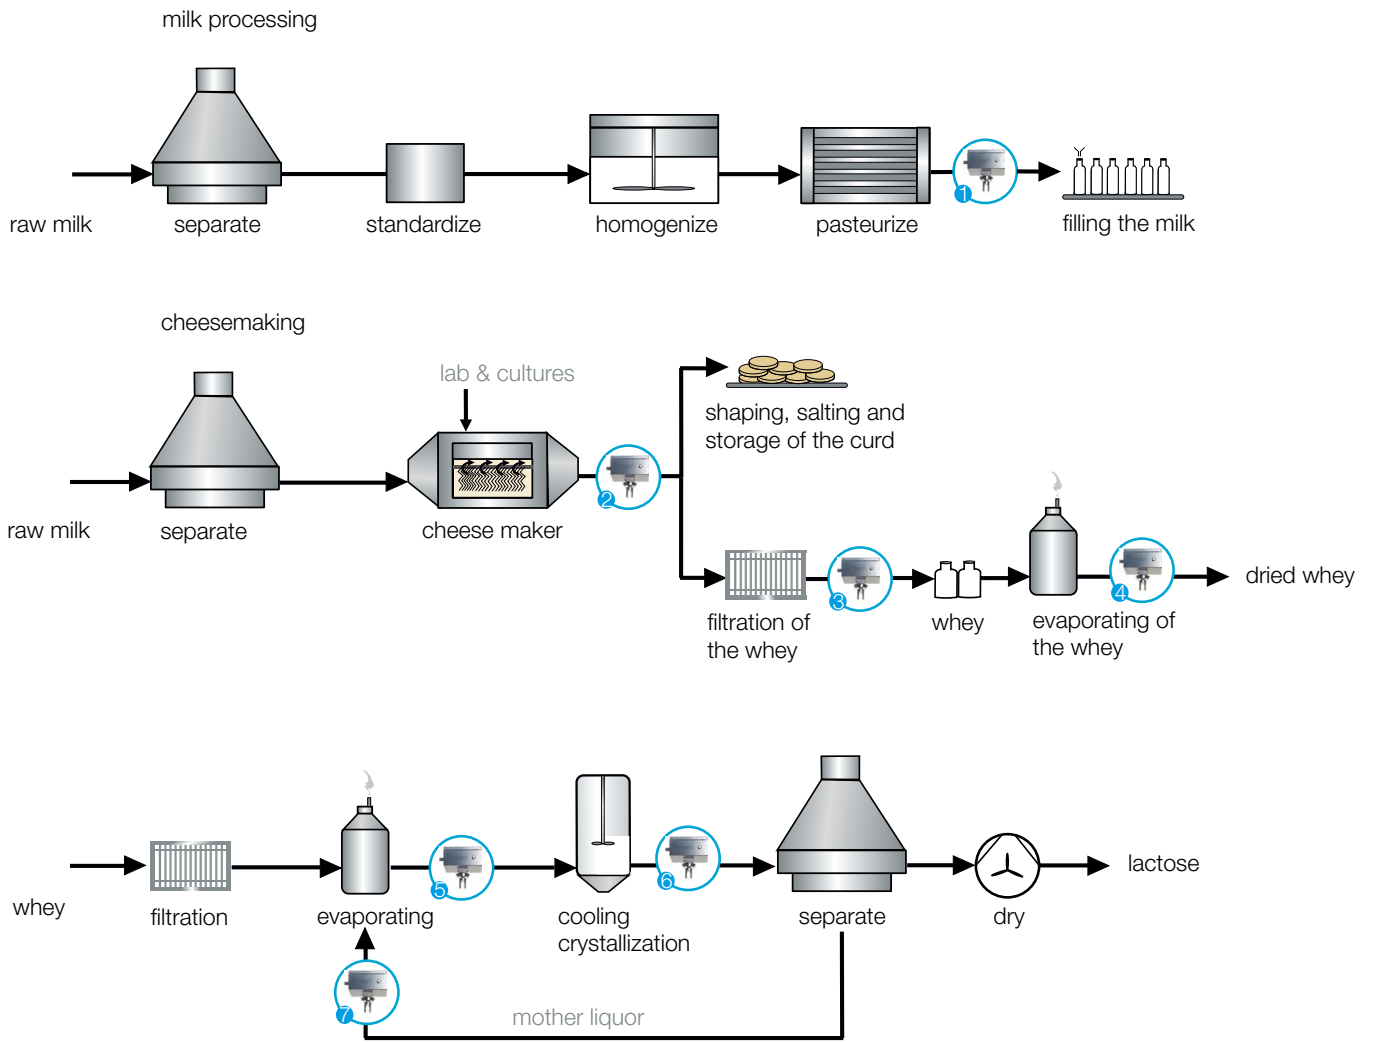 milk processing
1
raw milk
separate
standardize
homogenize
pasteurize
filling the milk
cheesemaking
lab & cultures
shaping, salting and
storage of the curd
2
raw milk
separate
cheese maker
3
4
dried whey
filtration of
the whey
whey
evaporating of
the whey
5
6
lactose
whey
filtration
evaporating
cooling
crystallization
separate
dry
7
mother liquor